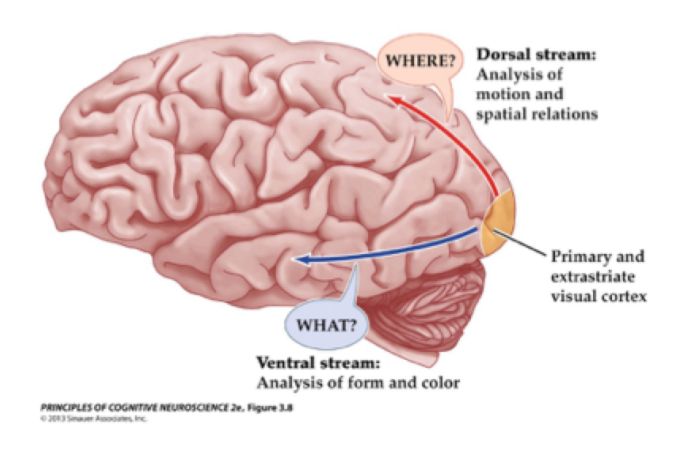 WHERE?
Dorsal stream:
Analysis of
motion and
spatial relations
Primary and
extrastriate
visual cortex
WHAT?
Ventral stream:
Analysis of form and color
PRINCIPLES OF COGNITIVE NEUROSCIENCE 2e, Figure 3.8
© 2013 Sinauer Associates, Inc.